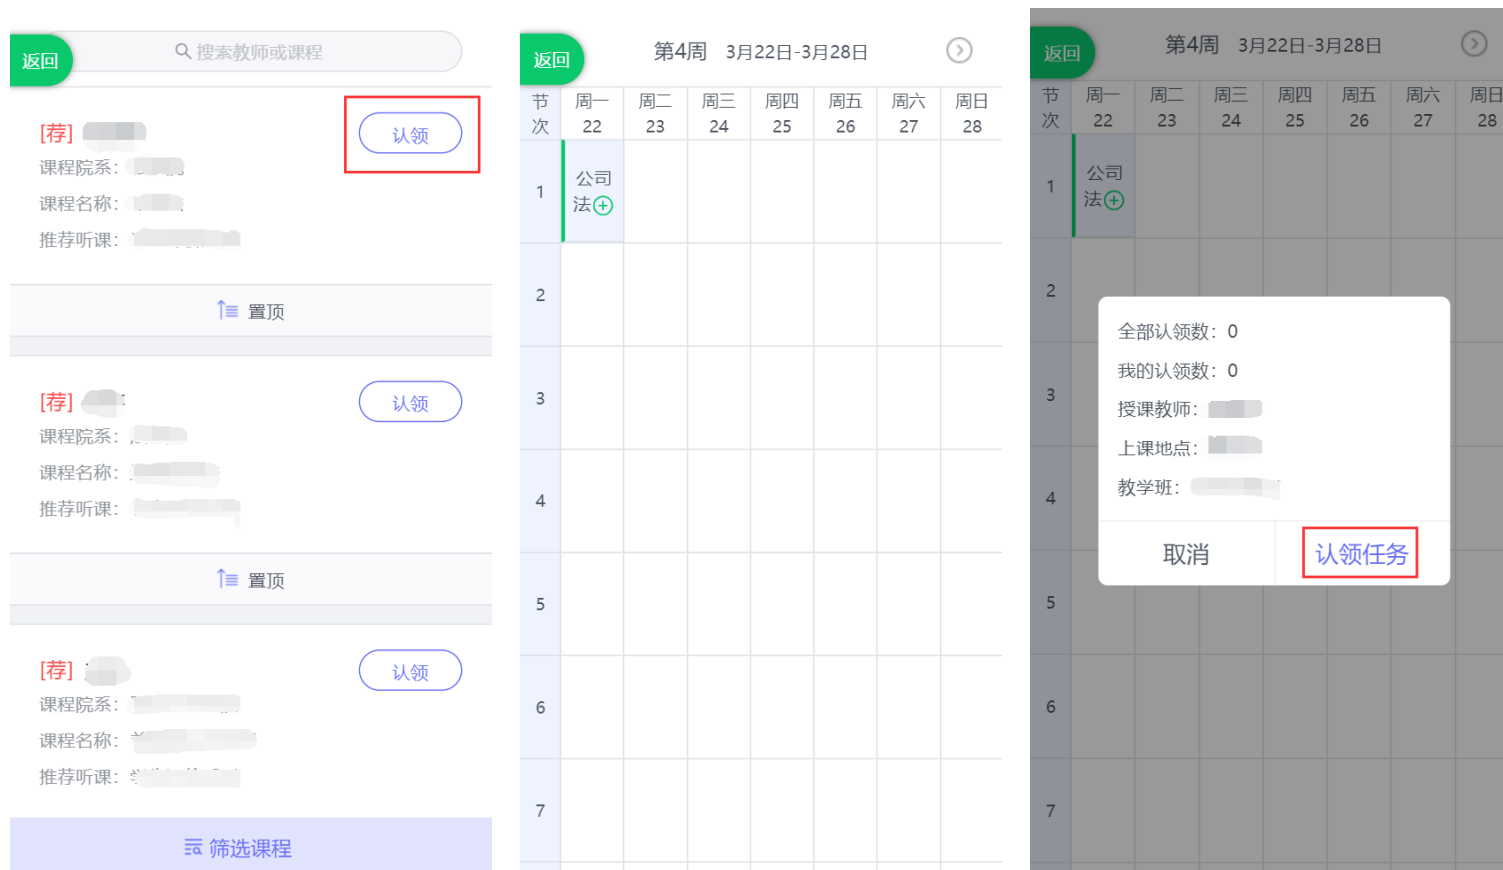 返回
搜索教师或课程
[荐]
认领
课程院系：
课程名称：
推荐听课：
置顶
[荐]
认领
课程院系：
课程名称：
推荐听课：
置顶
[荐]
认领
课程院系：
课程名称：
推荐听课：
筛选课程
返回
第4周 3月22日-3月28日
节次 周一 周二 周三 周四 周五 周六 周日
22 23 24 25 26 27 28
1
公司
法
2
3
4
5
6
7
返回
第4周 3月22日-3月28日
节次 周一 周二 周三 周四 周五 周六 周日
22 23 24 25 26 27 28
1
公司
法
2
3
4
5
6
7
全部认领数：0
我的认领数：0
授课教师：
上课地点：
教学班：
取消
认领任务